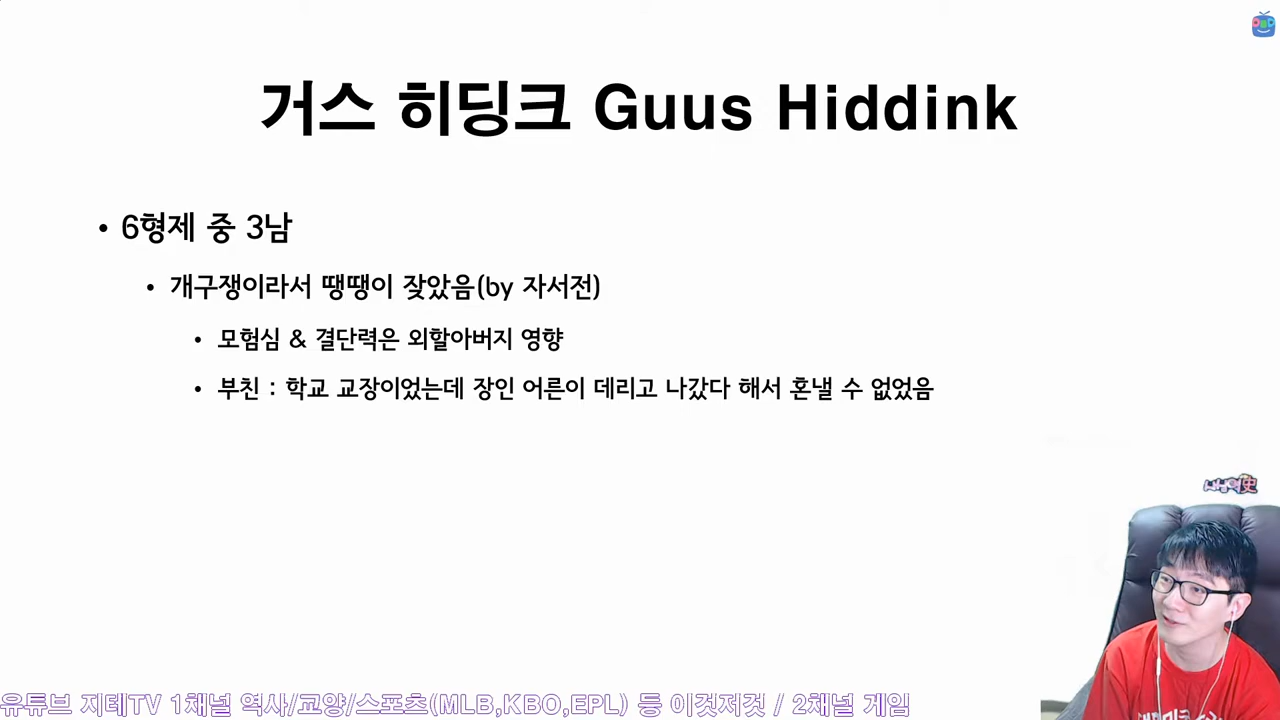 거스 히딩크 Guus Hiddink
• 6형제 중 3남
• 개구쟁이라서 땡땡이 잦았음(by 자서전)
• 모험심 & 결단력은 외할아버지 영향
• 부친 : 학교 교장이었는데 장인 어른이 데리고 나갔다 해서 혼낼 수 없었음
유튜브 지테TV 1채널 역사/교양/스포츠(MLB,KBO,EPL) 등 이것저것 / 2채널 게임